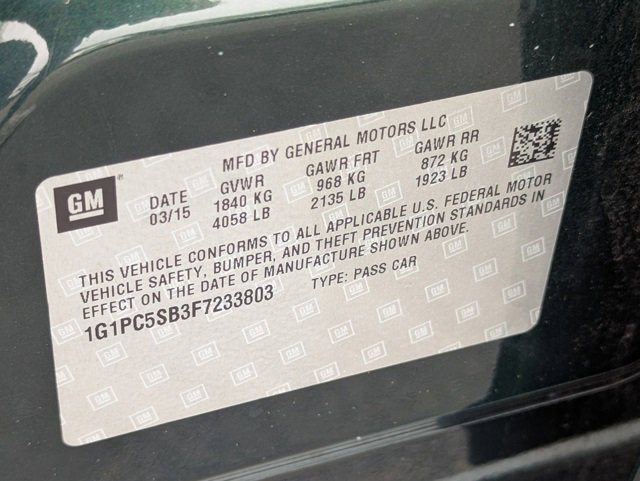 MFD BY GENERAL MOTORS LLC
GM
DATE GVWR GAWR FRT GAWR RR
03/15 1840 KG 968 KG 872 KG
4058 LB 2135 LB 1923 LB
THIS VEHICLE CONFORMS TO ALL APPLICABLE U.S. FEDERAL MOTOR
VEHICLE SAFETY, BUMPER, AND THEFT PREVENTION STANDARDS IN
EFFECT ON THE DATE OF MANUFACTURE SHOWN ABOVE.
1G1PC5SB3F7233803 TYPE: PASS CAR